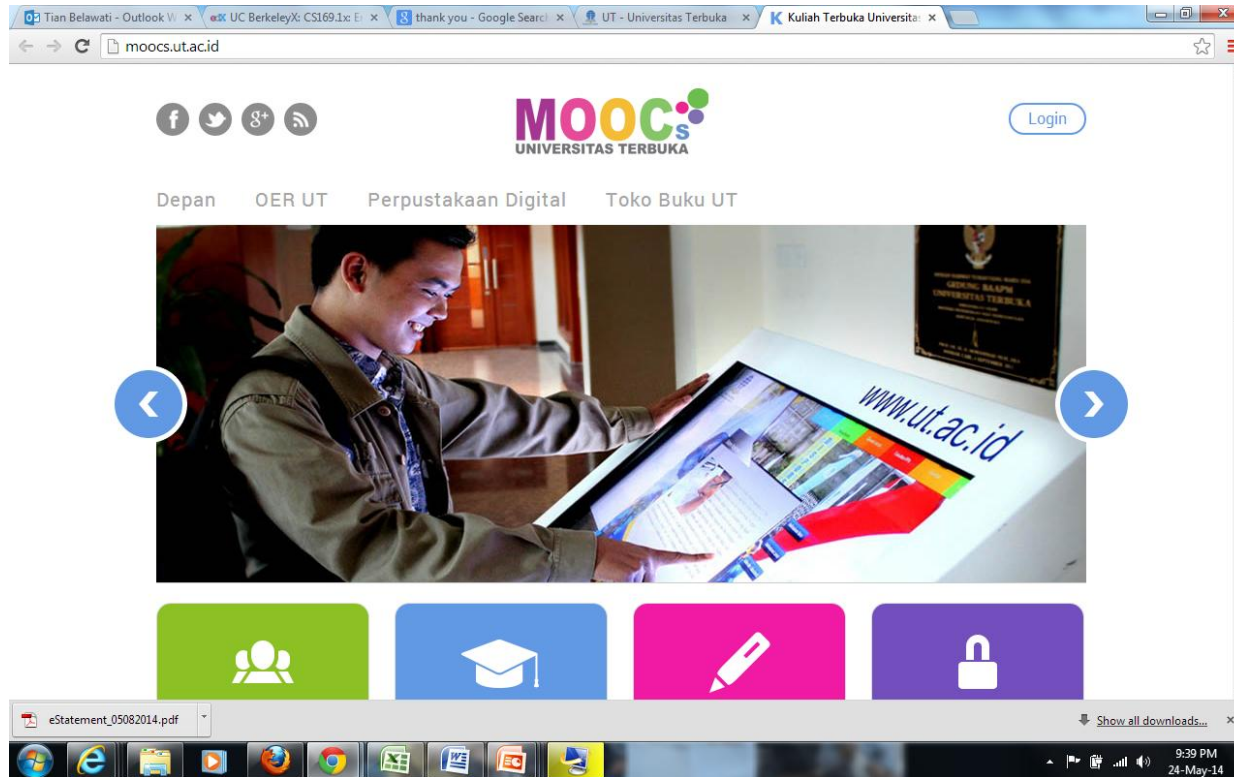 Tian Belawati - Outlook W
UC BerkeleyX: CS169.1x: E
thank you - Google Searc
UT - Universitas Terbuka
Kuliah Terbuka Universita
moocs.ut.ac.id
MOOCs
UNIVERSITAS TERBUKA
Login
Depan OER UT Perpustakaan Digital Toko Buku UT
GEDUNG BAAPM
UNIVERSITAS TERBUKA
www.ut.ac.id
eStatement_05082014.pdf
Show all downloads...
9:39 PM
24-May-14